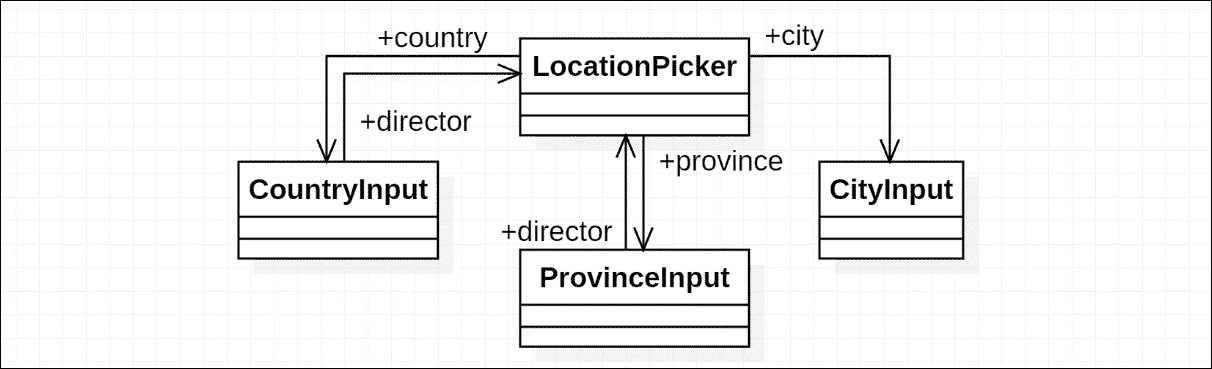 +country
+city
LocationPicker
+director
+province
CountryInput
CityInput
+director
ProvinceInput